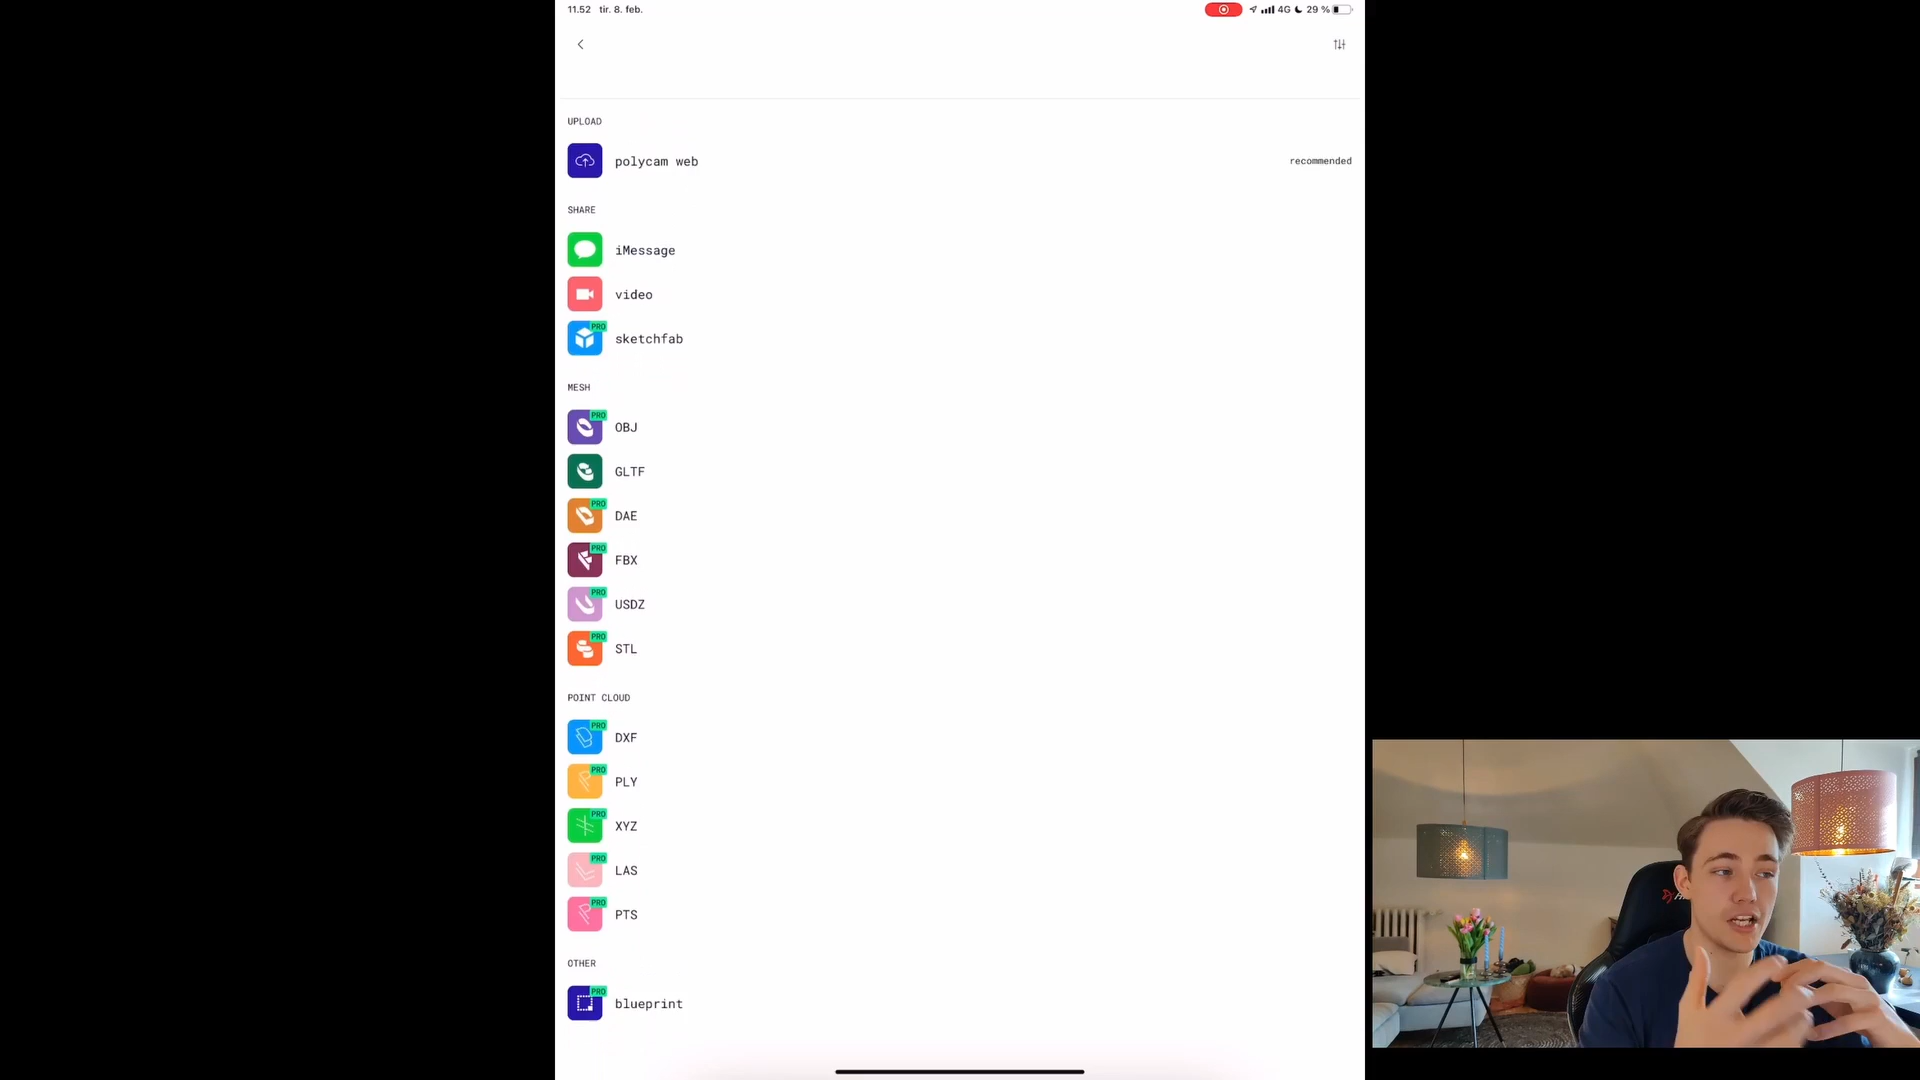 11.52 tir. 8. feb.
4G 29 %
UPLOAD
polycam web
recommended
SHARE
iMessage
video
PRO
sketchfab
MESH
PRO
OBJ
GLTF
PRO
DAE
PRO
FBX
PRO
USDZ
PRO
STL
POINT CLOUD
PRO
DXF
PRO
PLY
PRO
XYZ
PRO
LAS
PRO
PTS
OTHER
PRO
blueprint